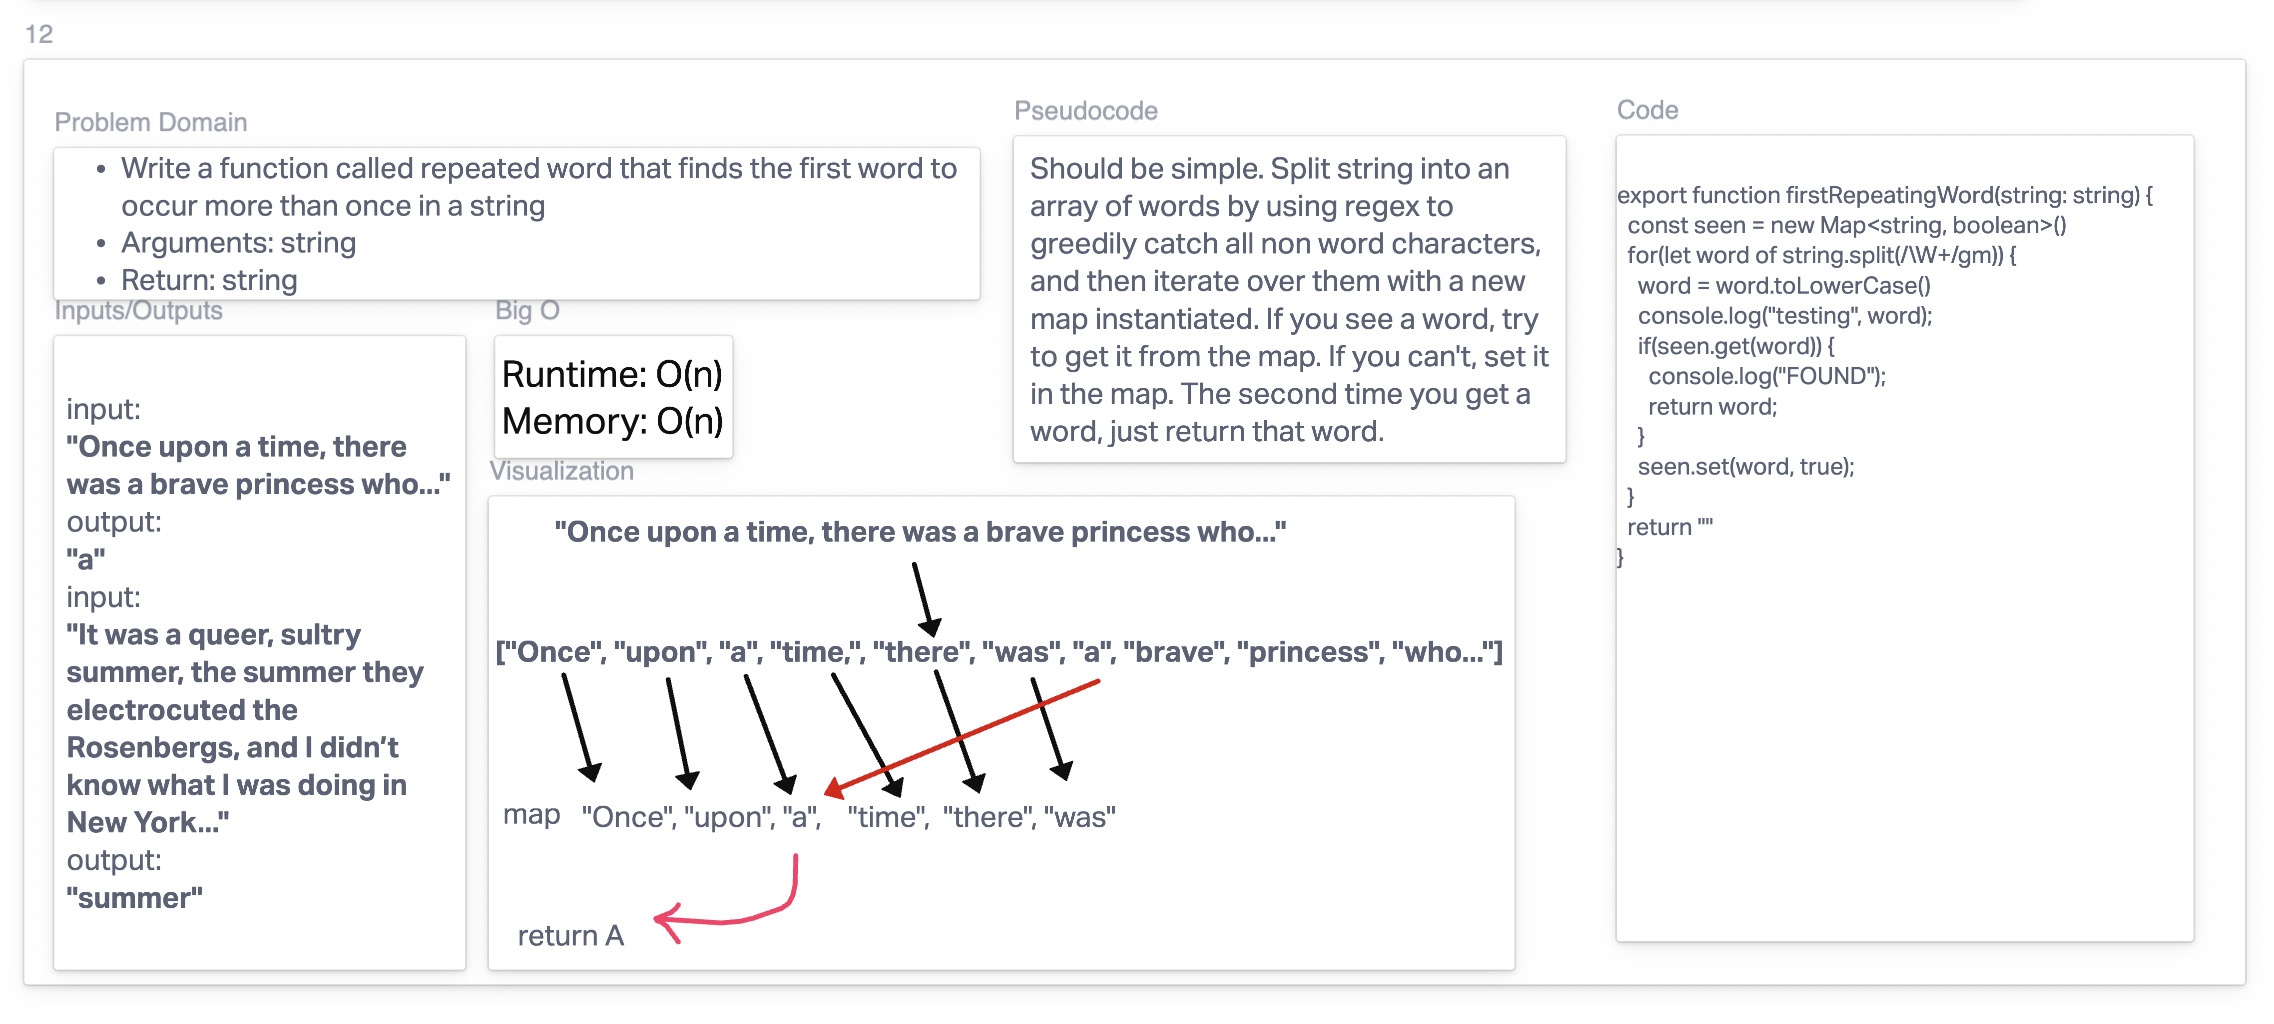 12
Problem Domain
• Write a function called repeated word that finds the first word to
occur more than once in a string
• Arguments: string
• Return: string
Inputs/Outputs
input:
"Once upon a time, there
was a brave princess who..."
output:
"a"
input:
"It was a queer, sultry
summer, the summer they
electrocuted the
Rosenbergs, and I didn’t
know what I was doing in
New York..."
output:
"summer"
Big O
Runtime: O(n)
Memory: O(n)
Visualization
"Once upon a time, there was a brave princess who..."
["Once", "upon", "a", "time,", "there", "was", "a", "brave", "princess", "who..."]
map "Once", "upon", "a", "time", "there", "was"
return A
Pseudocode
Should be simple. Split string into an
array of words by using regex to
greedily catch all non word characters,
and then iterate over them with a new
map instantiated. If you see a word, try
to get it from the map. If you can't, set it
in the map. The second time you get a
word, just return that word.
Code
export function firstRepeatingWord(string: string) {
const seen = new Map<string, boolean>()
for(let word of string.split(/\W+/gm)) {
word = word.toLowerCase()
console.log("testing", word);
if(seen.get(word)) {
console.log("FOUND");
return word;
}
seen.set(word, true);
}
return ""
}